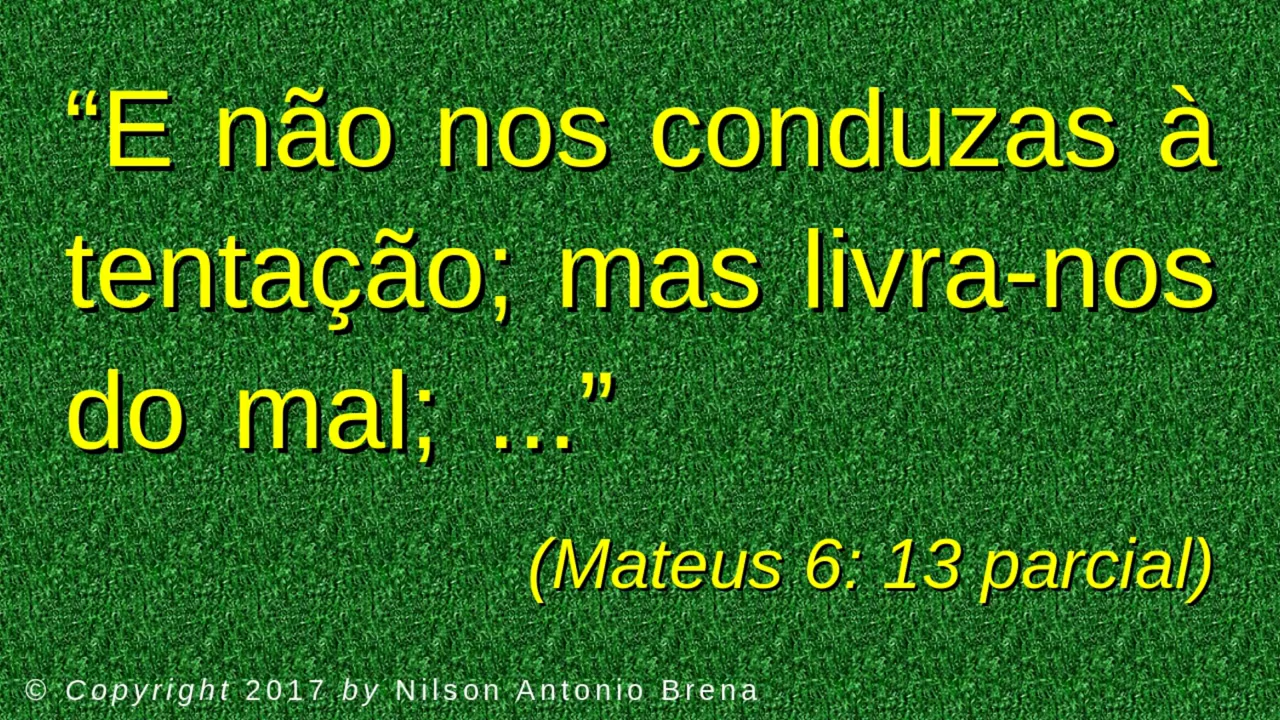 “E não nos conduzas à
tentação; mas livra-nos
do mal; ...”
(Mateus 6: 13 parcial)
© Copyright 2017 by Nilson Antonio Brena